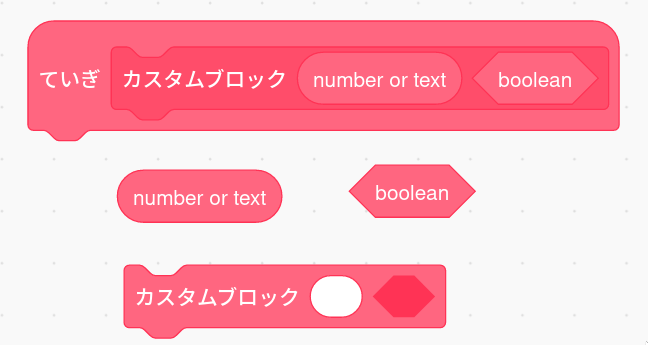 ていぎ カスタムブロック number or text boolean
number or text boolean
カスタムブロック